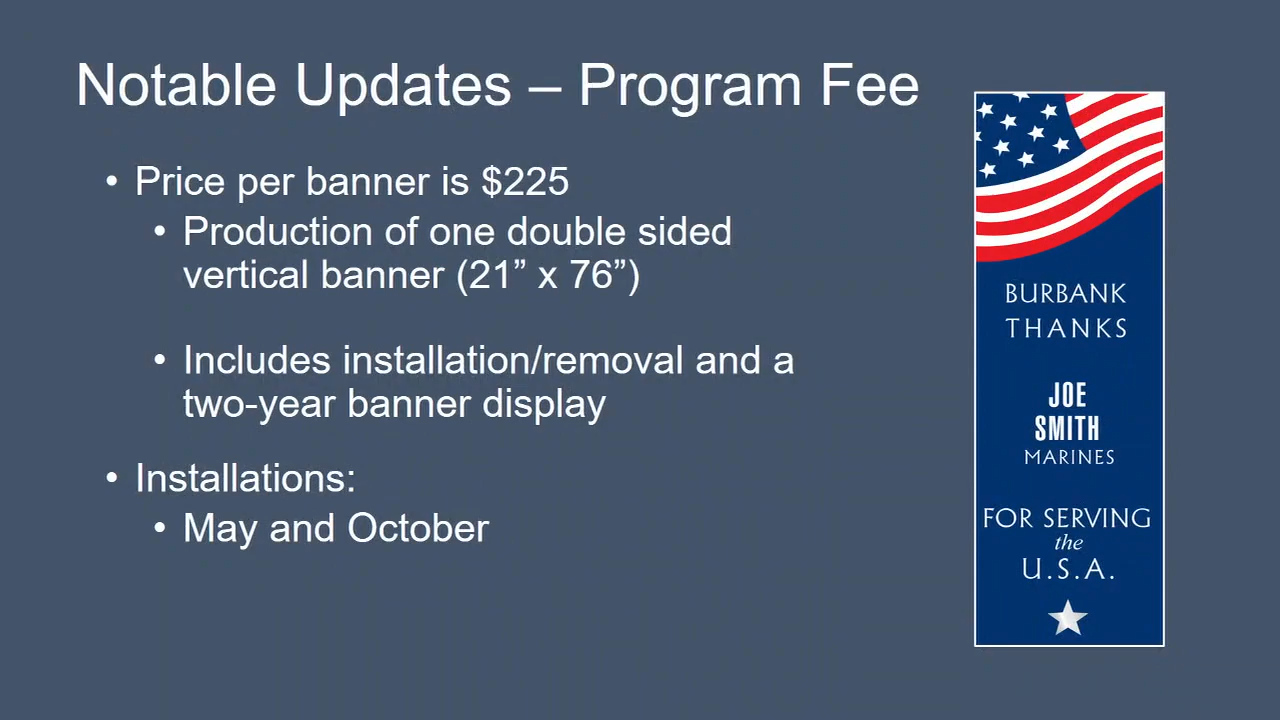 Notable Updates – Program Fee
• Price per banner is $225
• Production of one double sided
vertical banner (21” x 76”)
• Includes installation/removal and a
two-year banner display
• Installations:
• May and October
BURBANK
THANKS
JOE
SMITH
MARINES
FOR SERVING
the
U.S.A.